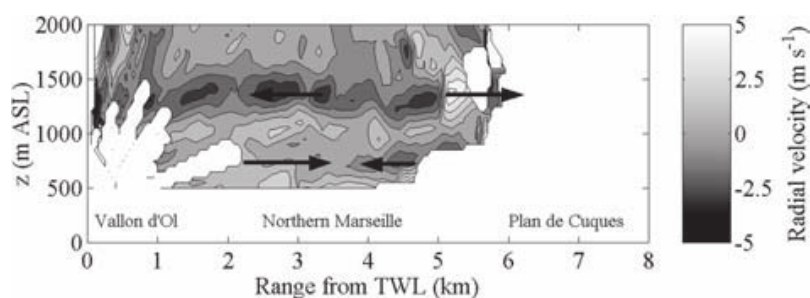 2000
1500
1000
500
0
z (m ASL)
Vallon d'Ol
Northern Marseille
Plan de Cuques
0 1 2 3 4 5 6 7 8
Range from TWL (km)
5
2.5
0
-2.5
-5
Radial velocity (m s⁻¹)